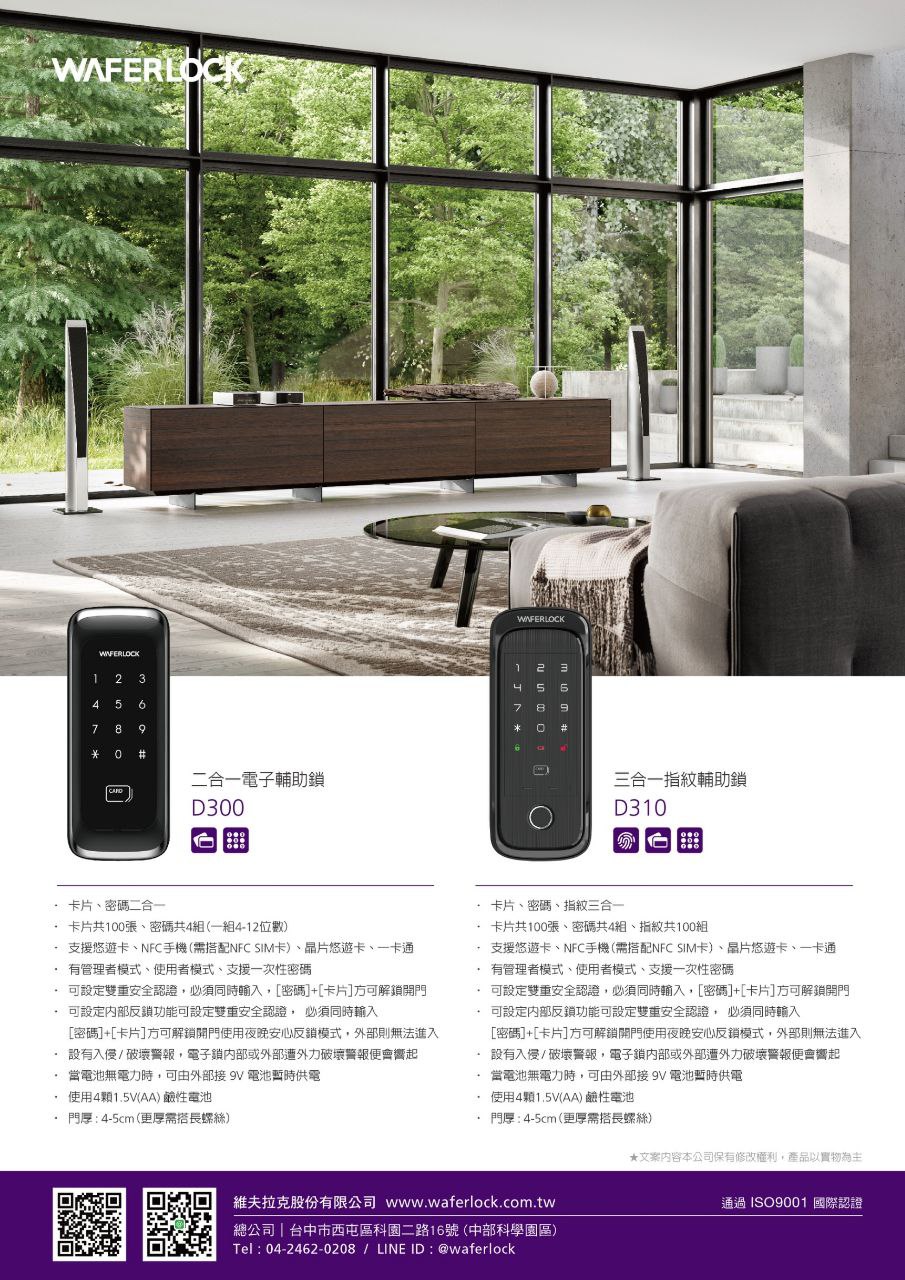 WAFERLOCK
WAFERLOCK
1 2 3
4 5 6
7 8 9
* 0 #
CARD
二合一電子輔助鎖
D300
WAFERLOCK
1 2 3
4 5 6
7 8 9
* 0 #
CARD
三合一指紋輔助鎖
D310
· 卡片、密碼二合一
· 卡片共100張、密碼共4組(一組4-12位數)
· 支援悠遊卡、NFC手機(需搭配NFC SIM卡)、晶片悠遊卡、一卡通
· 有管理者模式、使用者模式、支援一次性密碼
· 可設定雙重安全認證，必須同時輸入，[密碼]+[卡片]方可解鎖開門
· 可設定內部反鎖功能可設定雙重安全認證， 必須同時輸入
[密碼]+[卡片]方可解鎖開門使用夜晚安心反鎖模式，外部則無法進入
· 設有入侵/破壞警報，電子鎖內部或外部遭外力破壞警報便會響起
· 當電池無電力時，可由外部接 9V 電池暫時供電
· 使用4顆1.5V(AA) 鹼性電池
· 門厚 : 4-5cm(更厚需搭長螺絲)
· 卡片、密碼、指紋三合一
· 卡片共100張、密碼共4組、指紋共100組
· 支援悠遊卡、NFC手機(需搭配NFC SIM卡)、晶片悠遊卡、一卡通
· 有管理者模式、使用者模式、支援一次性密碼
· 可設定雙重安全認證，必須同時輸入，[密碼]+[卡片]方可解鎖開門
· 可設定內部反鎖功能可設定雙重安全認證， 必須同時輸入
[密碼]+[卡片]方可解鎖開門使用夜晚安心反鎖模式，外部則無法進入
· 設有入侵/破壞警報，電子鎖內部或外部遭外力破壞警報便會響起
· 當電池無電力時，可由外部接 9V 電池暫時供電
· 使用4顆1.5V(AA) 鹼性電池
· 門厚 : 4-5cm(更厚需搭長螺絲)
★文案內容本公司保有修改權利，產品以實物為主
維夫拉克股份有限公司 www.waferlock.com.tw
通過 ISO9001 國際認證
總公司｜台中市西屯區科園二路16號 (中部科學園區)
Tel : 04-2462-0208 / LINE ID : @waferlock